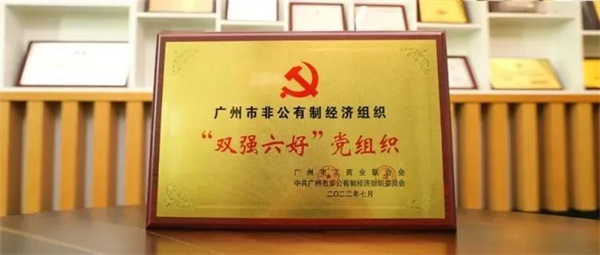 广州市非公有制经济组织
“双强六好”党组织
广州市工商业联合会
中共广州市非公有制经济组织委员会
二〇二二年七月